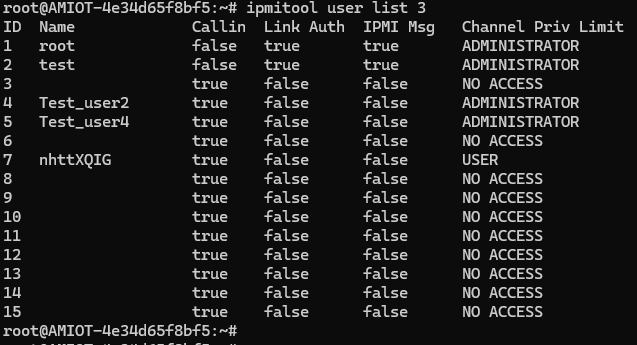 root@AMIOT-4e34d65f8bf5:~# ipmitool user list 3
ID  Name             Callin  Link Auth  IPMI Msg   Channel Priv Limit
1   root             false   true       true       ADMINISTRATOR
2   test             false   true       true       ADMINISTRATOR
3                    true    false      false      NO ACCESS
4   Test_user2       true    false      false      ADMINISTRATOR
5   Test_user4       true    false      false      ADMINISTRATOR
6                    true    false      false      NO ACCESS
7   nhttXQIG         true    false      false      USER
8                    true    false      false      NO ACCESS
9                    true    false      false      NO ACCESS
10                   true    false      false      NO ACCESS
11                   true    false      false      NO ACCESS
12                   true    false      false      NO ACCESS
13                   true    false      false      NO ACCESS
14                   true    false      false      NO ACCESS
15                   true    false      false      NO ACCESS
root@AMIOT-4e34d65f8bf5:~#